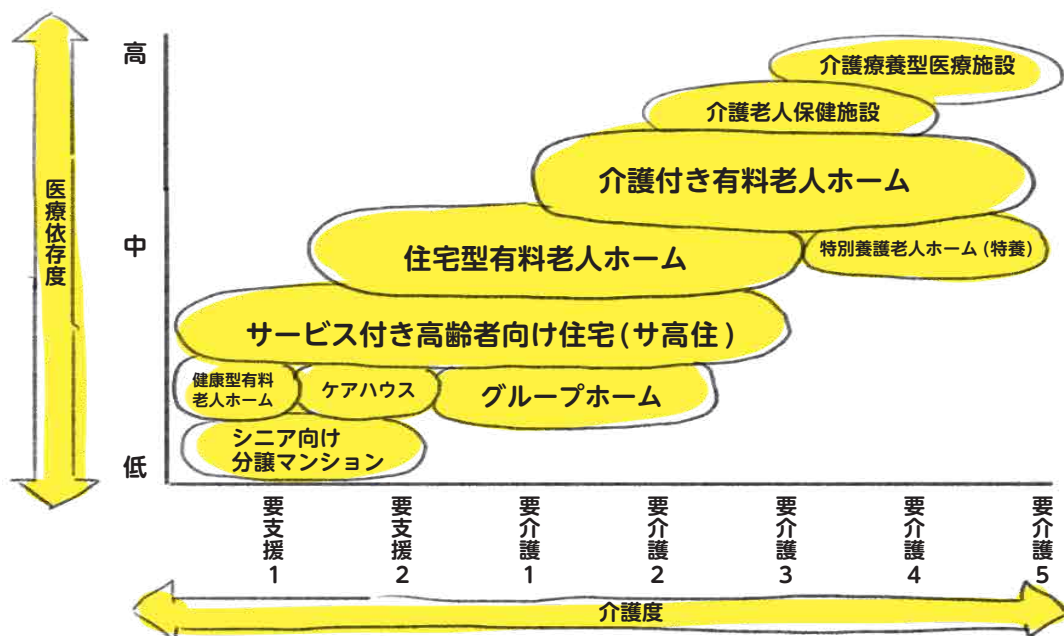 医療依存度
高
中
低
介護療養型医療施設
介護老人保健施設
介護付き有料老人ホーム
住宅型有料老人ホーム
特別養護老人ホーム(特養)
サービス付き高齢者向け住宅(サ高住)
健康型有料
老人ホーム
ケアハウス
グループホーム
シニア向け
分譲マンション
要支援1
要支援2
要介護1
要介護2
要介護3
要介護4
要介護5
介護度